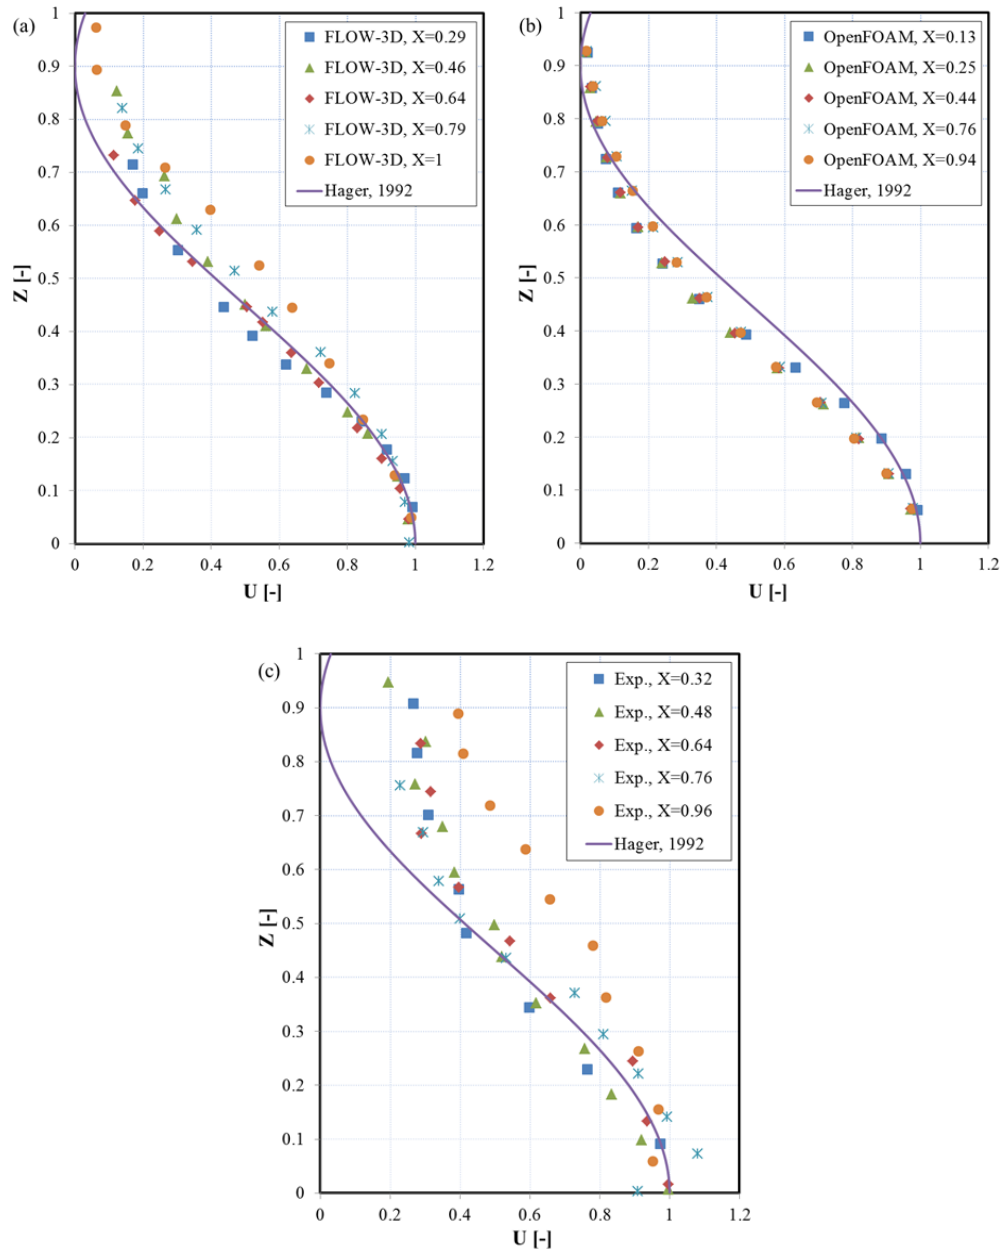 (a)
FLOW-3D, X=0.29
FLOW-3D, X=0.46
FLOW-3D, X=0.64
FLOW-3D, X=0.79
FLOW-3D, X=1
Hager, 1992
1
0.9
0.8
0.7
0.6
0.5
0.4
0.3
0.2
0.1
0
Z [-]
0 0.2 0.4 0.6 0.8 1 1.2
U [-]
(b)
OpenFOAM, X=0.13
OpenFOAM, X=0.25
OpenFOAM, X=0.44
OpenFOAM, X=0.76
OpenFOAM, X=0.94
Hager, 1992
1
0.9
0.8
0.7
0.6
0.5
0.4
0.3
0.2
0.1
0
Z [-]
0 0.2 0.4 0.6 0.8 1 1.2
U [-]
(c)
Exp., X=0.32
Exp., X=0.48
Exp., X=0.64
Exp., X=0.76
Exp., X=0.96
Hager, 1992
1
0.9
0.8
0.7
0.6
0.5
0.4
0.3
0.2
0.1
0
Z [-]
0 0.2 0.4 0.6 0.8 1 1.2
U [-]